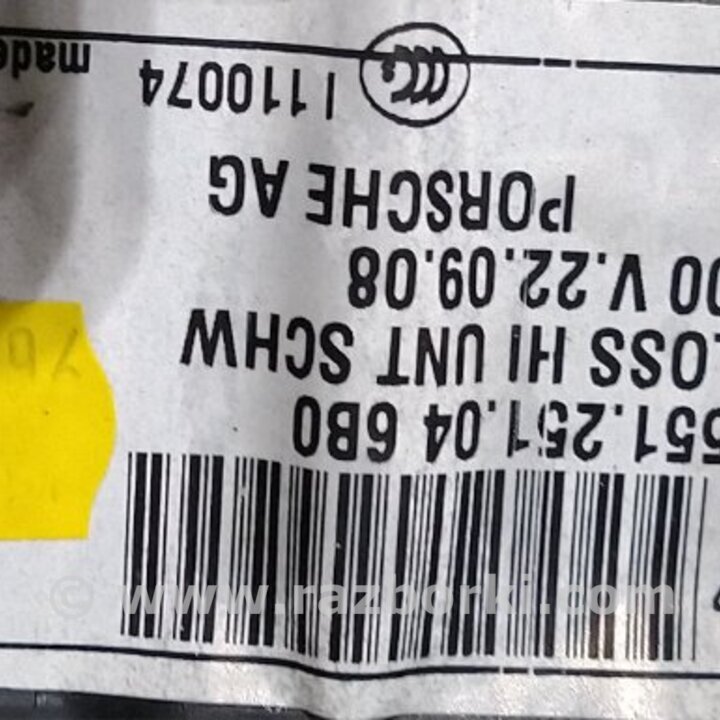 551.251.04 6B0
LOSS HI UNT SCHW
00 V.22.09.08
PORSCHE AG
CCC S I 110074 made
© www.razborki.com